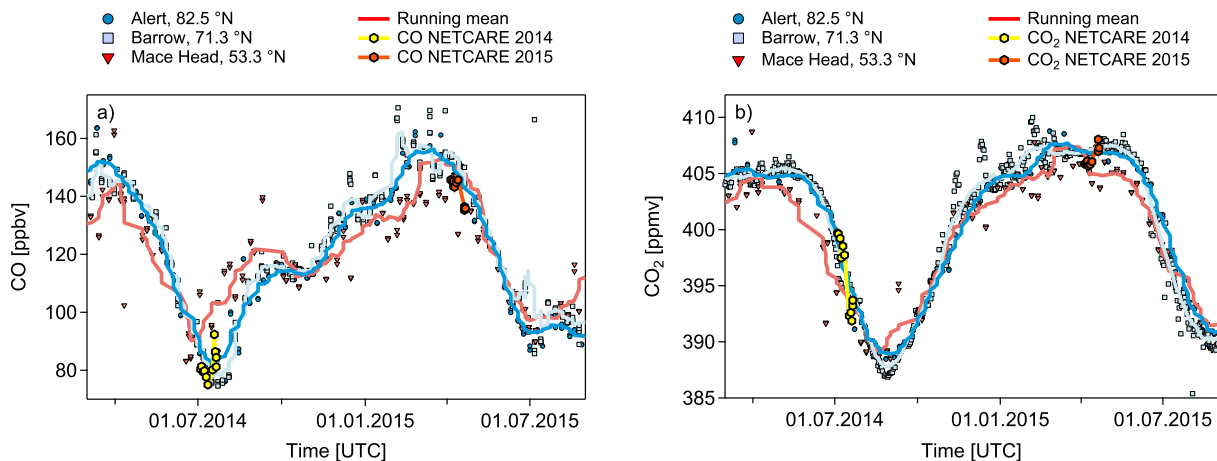 Alert, 82.5 °N
Barrow, 71.3 °N
Mace Head, 53.3 °N
Running mean
CO NETCARE 2014
CO NETCARE 2015
a)
160
140
120
100
80
CO [ppbv]
01.07.2014
01.01.2015
01.07.2015
Time [UTC]
Alert, 82.5 °N
Barrow, 71.3 °N
Mace Head, 53.3 °N
Running mean
CO₂ NETCARE 2014
CO₂ NETCARE 2015
b)
410
405
400
395
390
385
CO₂ [ppmv]
01.07.2014
01.01.2015
01.07.2015
Time [UTC]